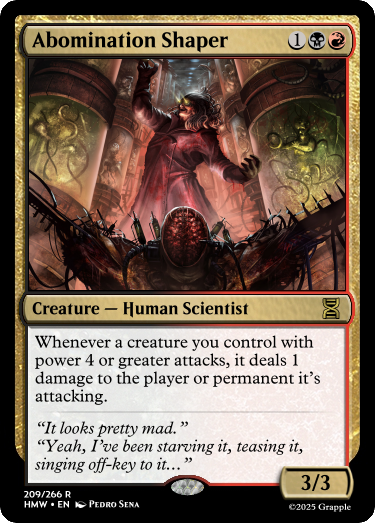 Abomination Shaper 1
Creature — Human Scientist
Whenever a creature you control with
power 4 or greater attacks, it deals 1
damage to the player or permanent it's
attacking.
“It looks pretty mad.”
“Yeah, I've been starving it, teasing it,
singing off-key to it…”
3/3
209/266 R
HMW • EN Pedro Sena
©2025 Grapple